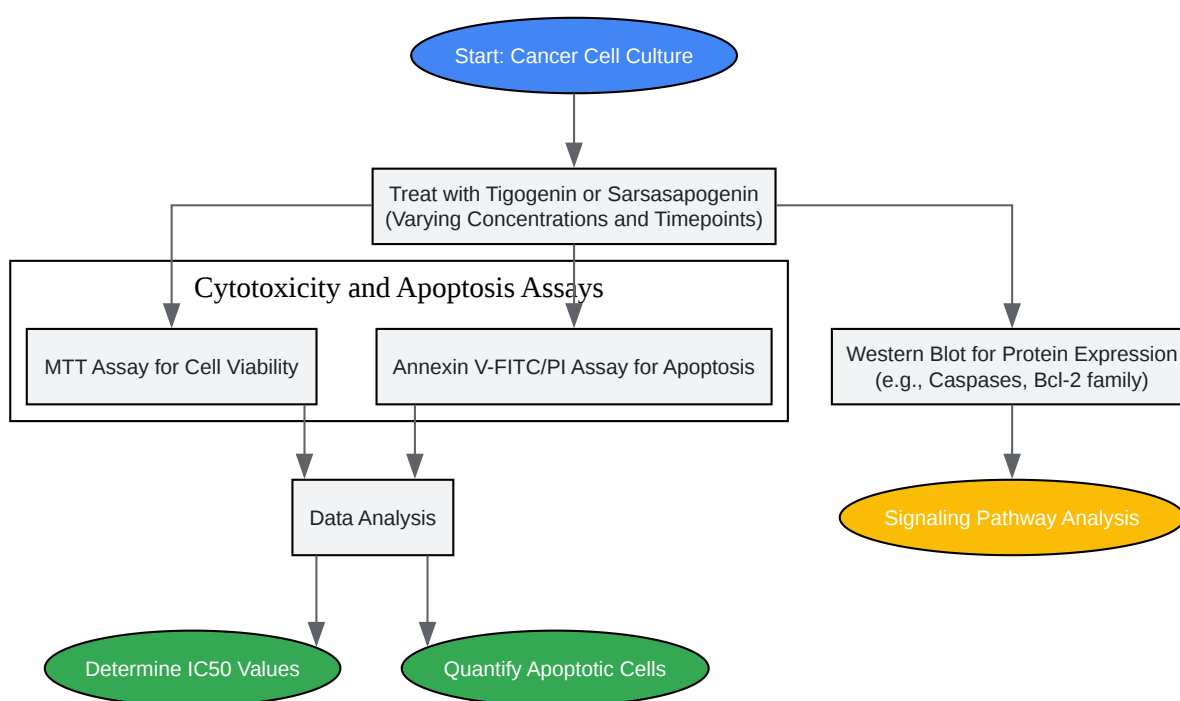 Start: Cancer Cell Culture
Treat with Tigogenin or Sarsasapogenin
(Varying Concentrations and Timepoints)
Cytotoxicity and Apoptosis Assays
MTT Assay for Cell Viability
Annexin V-FITC/PI Assay for Apoptosis
Western Blot for Protein Expression
(e.g., Caspases, Bcl-2 family)
Data Analysis
Signaling Pathway Analysis
Determine IC50 Values
Quantify Apoptotic Cells